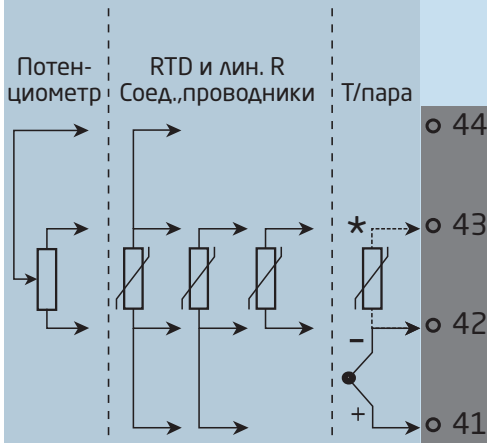 Потен-
циометр
RTD и лин. R
Соед.,проводники
Т/пара
44
* 43
42
−
+
41